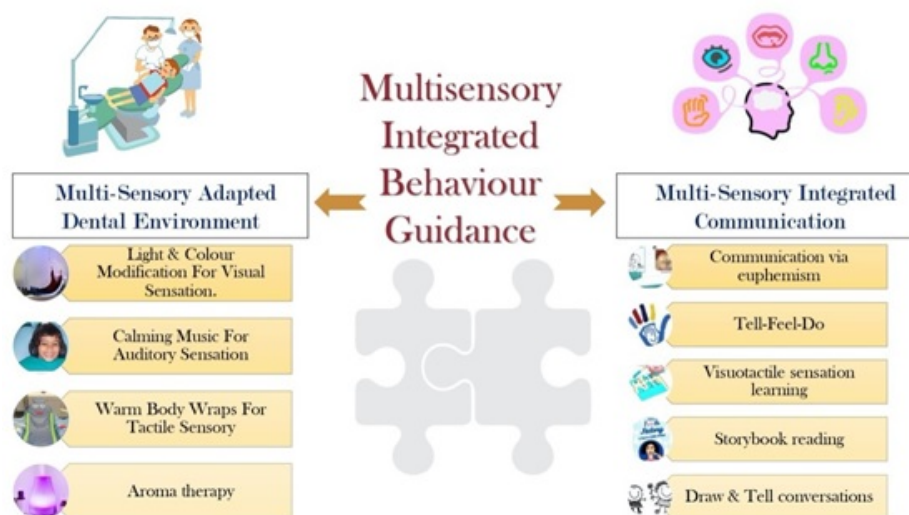 Multisensory
Integrated
Behaviour
Guidance
Multi-Sensory Adapted
Dental Environment
Light & Colour
Modification For Visual
Sensation.
Calming Music For
Auditory Sensation
Warm Body Wraps For
Tactile Sensory
Aroma therapy
Multi-Sensory Integrated
Communication
Communication via
euphemism
Tell-Feel-Do
Visuotactile sensation
learning
Storybook reading
Draw & Tell conversations